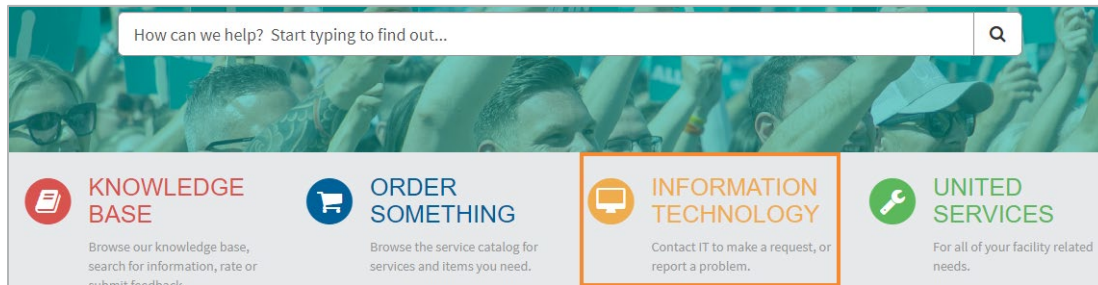 How can we help? Start typing to find out...
KNOWLEDGE
BASE
Browse our knowledge base,
search for information, rate or
submit feedback
ORDER
SOMETHING
Browse the service catalog for
services and items you need.
INFORMATION
TECHNOLOGY
Contact IT to make a request, or
report a problem.
UNITED
SERVICES
For all of your facility related
needs.